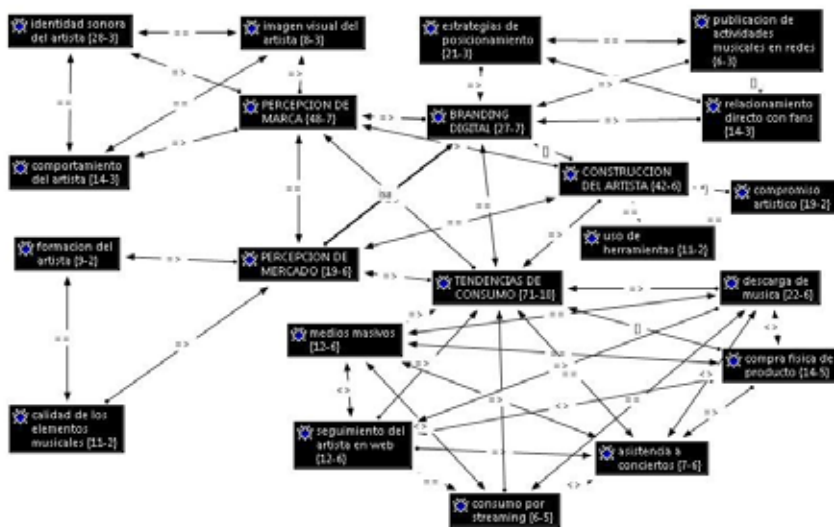 identidad sonora
del artista {28-3}
imagen visual del
artista {8-3}
estrategias de
posicionamiento
{21-3}
publicacion de
actividades
musicales en redes
{6-3}
PERCEPCION DE
MARCA {48-7}
BRANDING
DIGITAL {27-7}
relacionamiento
directo con fans
{14-3}
comportamiento
del artista {14-3}
CONSTRUCCION
DEL ARTISTA {42-6}
compromiso
artistico {19-2}
uso de
herramientas {11-2}
formacion del
artista {9-2}
PERCEPCION DE
MERCADO {19-6}
TENDENCIAS DE
CONSUMO {71-10}
descarga de
musica {22-6}
medios masivos
{12-6}
compra fisica de
producto {14-5}
calidad de los
elementos
musicales {11-2}
seguimiento del
artista en web
{12-6}
asistencia a
conciertos {7-6}
consumo por
streaming {6-5}